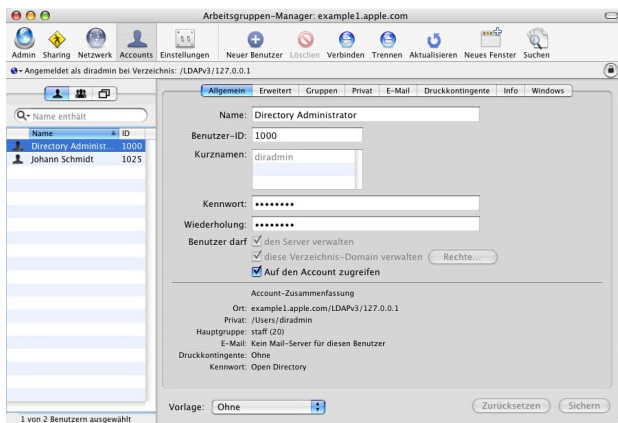 Arbeitsgruppen-Manager: example1.apple.com
Admin Sharing Netzwerk Accounts Einstellungen Neuer Benutzer Löschen Verbinden Trennen Aktualisieren Neues Fenster Suchen
Angemeldet als diradmin bei Verzeichnis: /LDAPv3/127.0.0.1
Allgemein Erweitert Gruppen Privat E-Mail Druckkontingente Info Windows
Name enthält
Name ID
Directory Administ... 1000
Johann Schmidt 1025
Name: Directory Administrator
Benutzer-ID: 1000
Kurznamen: diradmin
Kennwort: ••••••••
Wiederholung: ••••••••
Benutzer darf den Server verwalten
diese Verzeichnis-Domain verwalten Rechte...
Auf den Account zugreifen
Account-Zusammenfassung
Ort: example1.apple.com/LDAPv3/127.0.0.1
Privat: /Users/diradmin
Hauptgruppe: staff (20)
E-Mail: Kein Mail-Server für diesen Benutzer
Druckkontingente: Ohne
Kennwort: Open Directory
Vorlage: Ohne Zurücksetzen Sichern
1 von 2 Benutzern ausgewählt